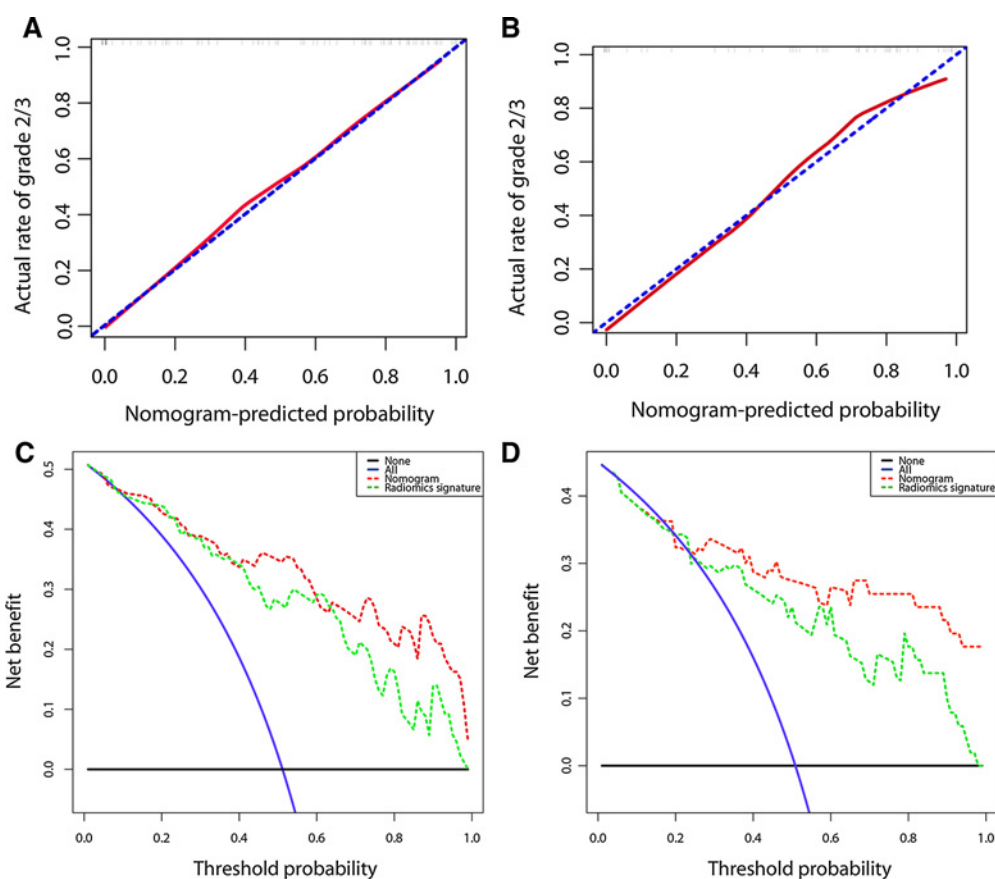 A
Actual rate of grade 2/3
1.0
0.8
0.6
0.4
0.2
0.0
0.0 0.2 0.4 0.6 0.8 1.0
Nomogram-predicted probability
B
Actual rate of grade 2/3
1.0
0.8
0.6
0.4
0.2
0.0
0.0 0.2 0.4 0.6 0.8 1.0
Nomogram-predicted probability
C
None
All
Nomogram
Radiomics signature
Net benefit
0.5
0.4
0.3
0.2
0.1
0.0
0.0 0.2 0.4 0.6 0.8 1.0
Threshold probability
D
None
All
Nomogram
Radiomics signature
Net benefit
0.4
0.3
0.2
0.1
0.0
0.0 0.2 0.4 0.6 0.8 1.0
Threshold probability